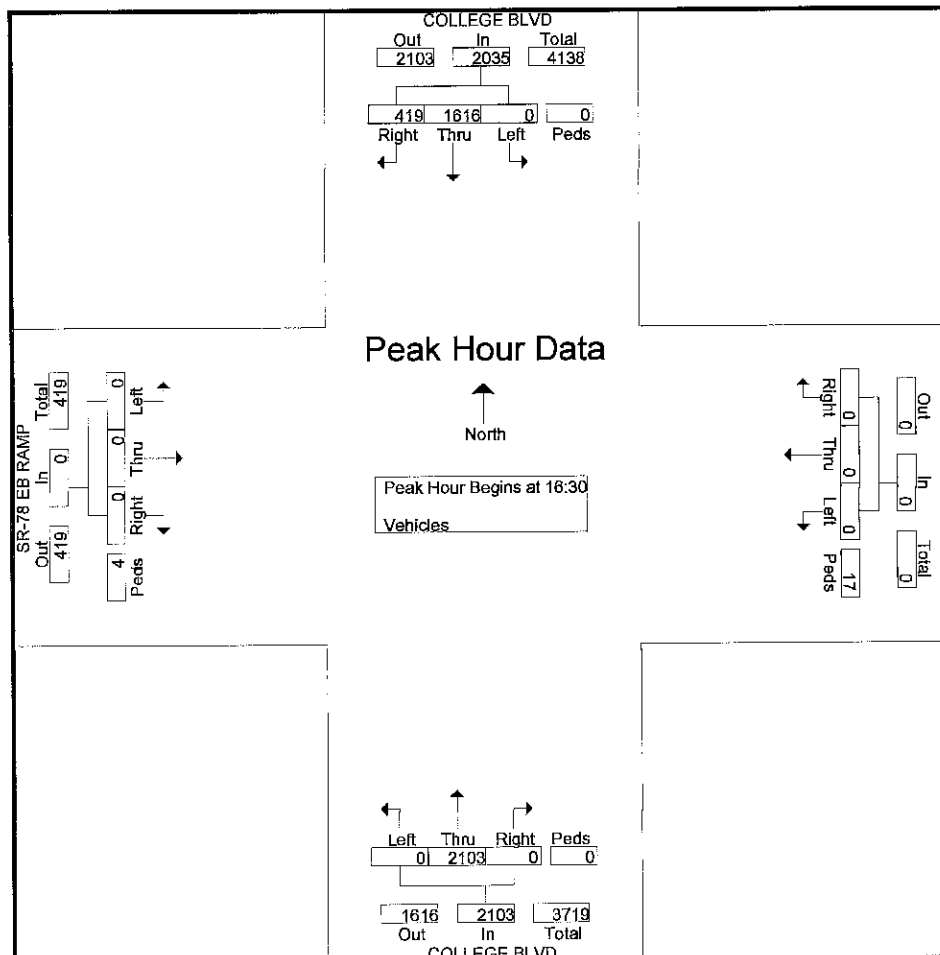 COLLEGE BLVD
Out In Total
2103 2035 4138
419 1616 0 0
Right Thru Left Peds
Peak Hour Data
North
Peak Hour Begins at 16:30
Vehicles
SR-78 EB RAMP
Total In Out
419 0 419
0 0 0 4
Left Thru Right Peds
Out In Total
0 0 0
0 0 0 17
Right Thru Left Peds
Left Thru Right Peds
0 2103 0 0
1616 2103 3719
Out In Total
COLLEGE BLVD